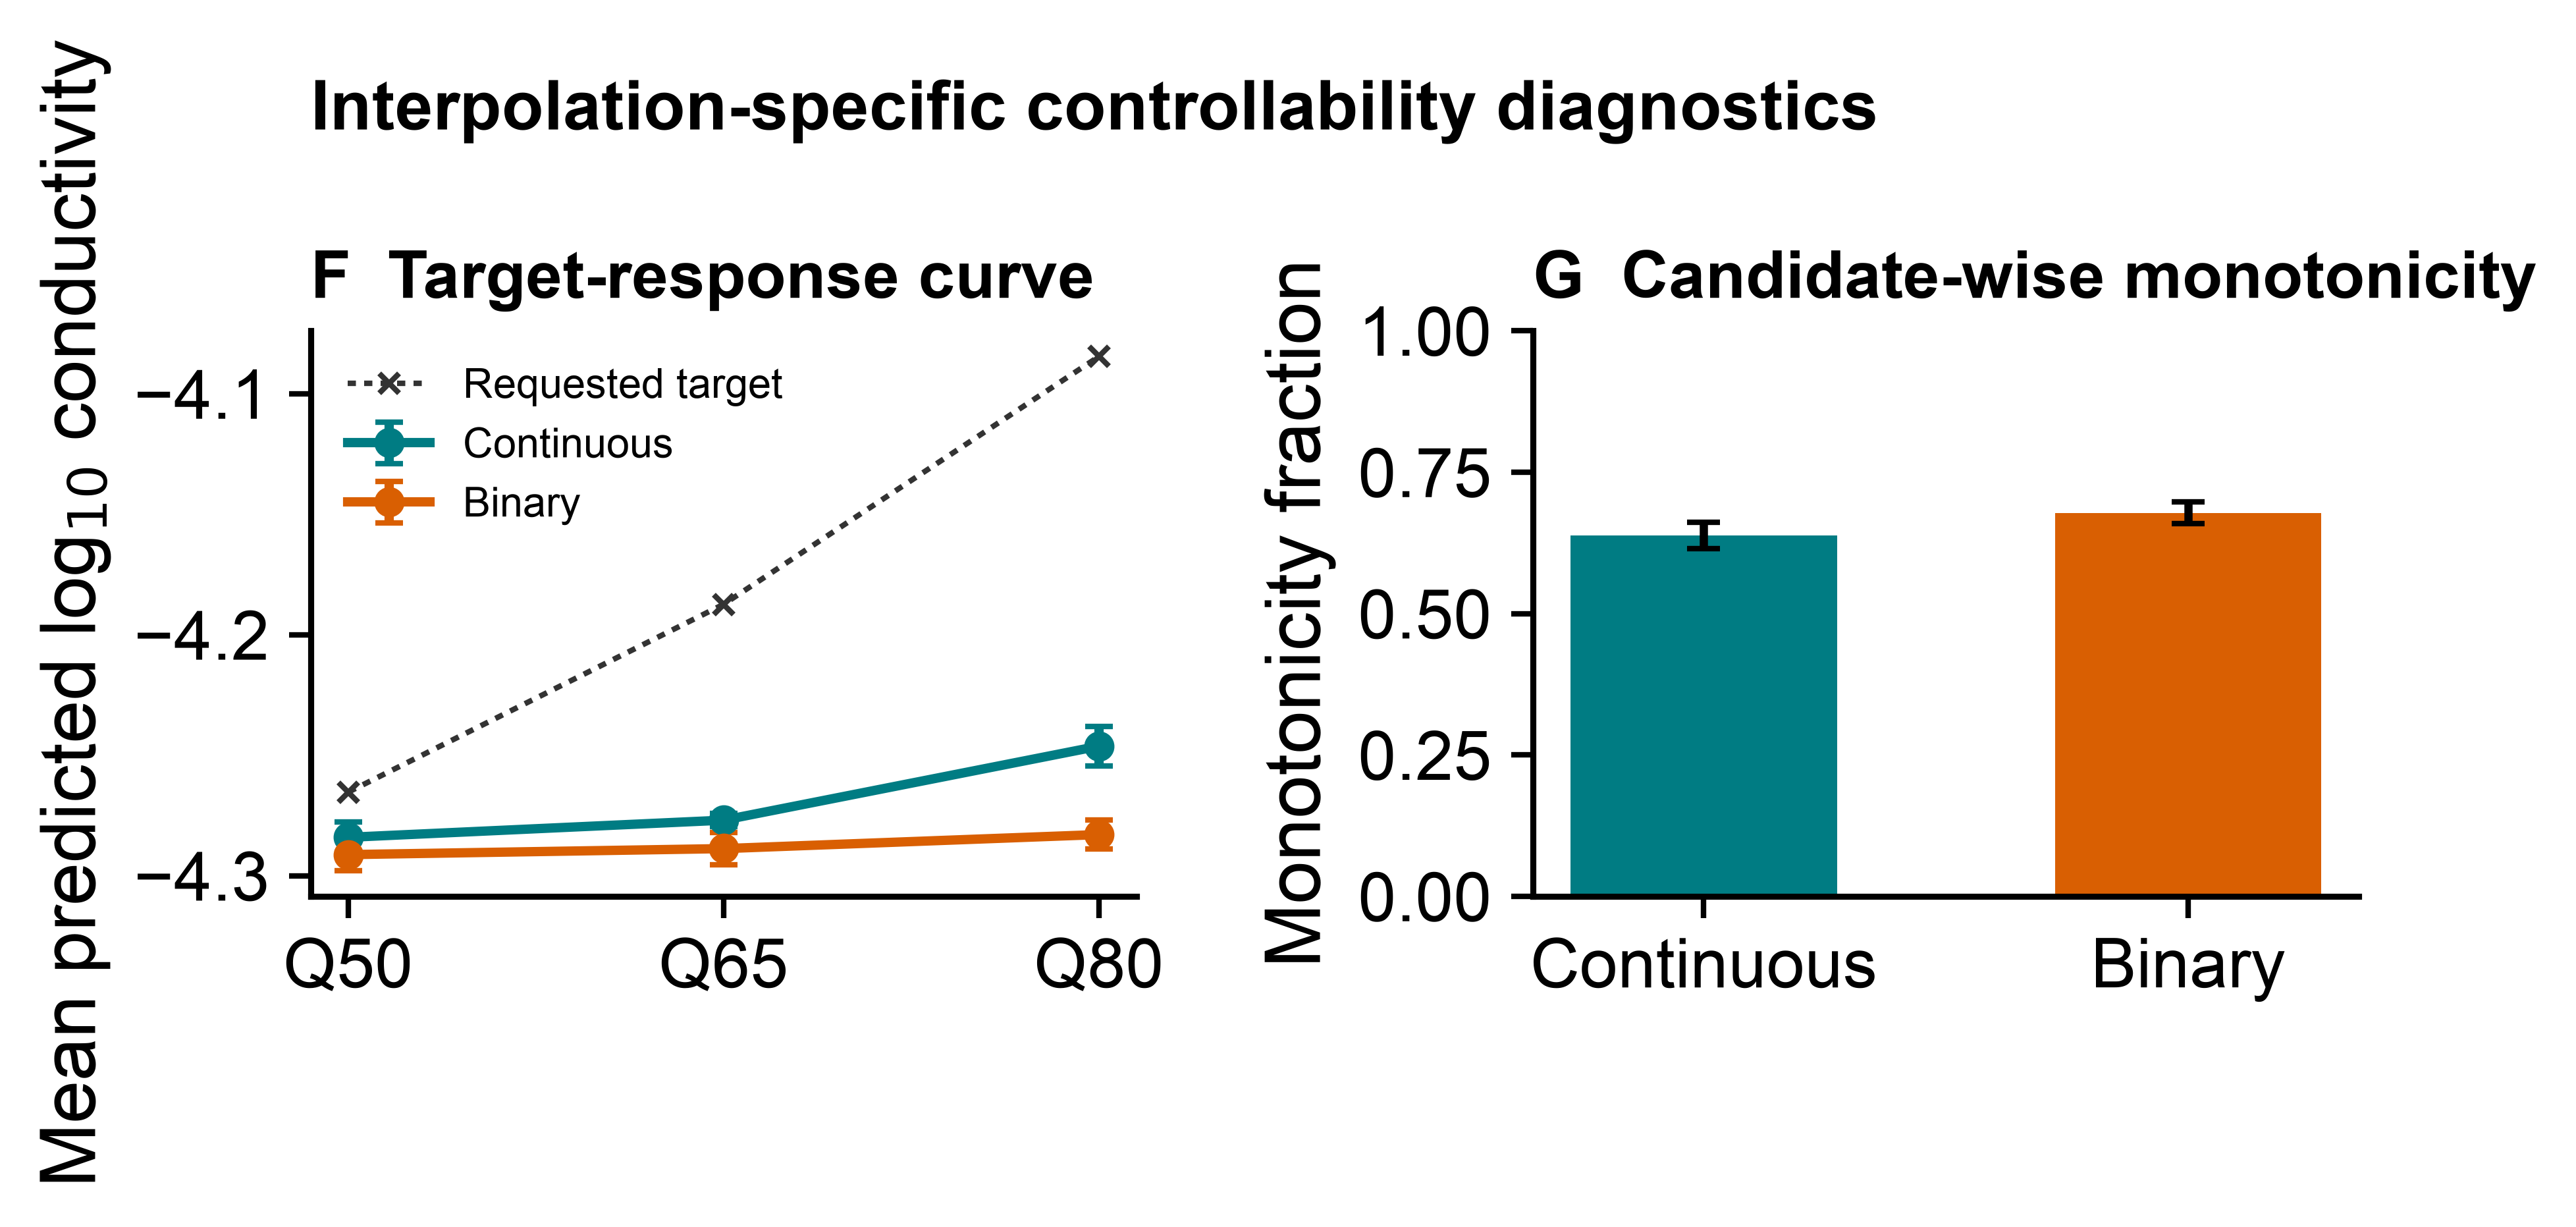 Interpolation-specific controllability diagnostics
F Target-response curve
Mean predicted log₁₀ conductivity
−4.1
−4.2
−4.3
Requested target
Continuous
Binary
Q50
Q65
Q80
G Candidate-wise monotonicity
Monotonicity fraction
1.00
0.75
0.50
0.25
0.00
Continuous
Binary